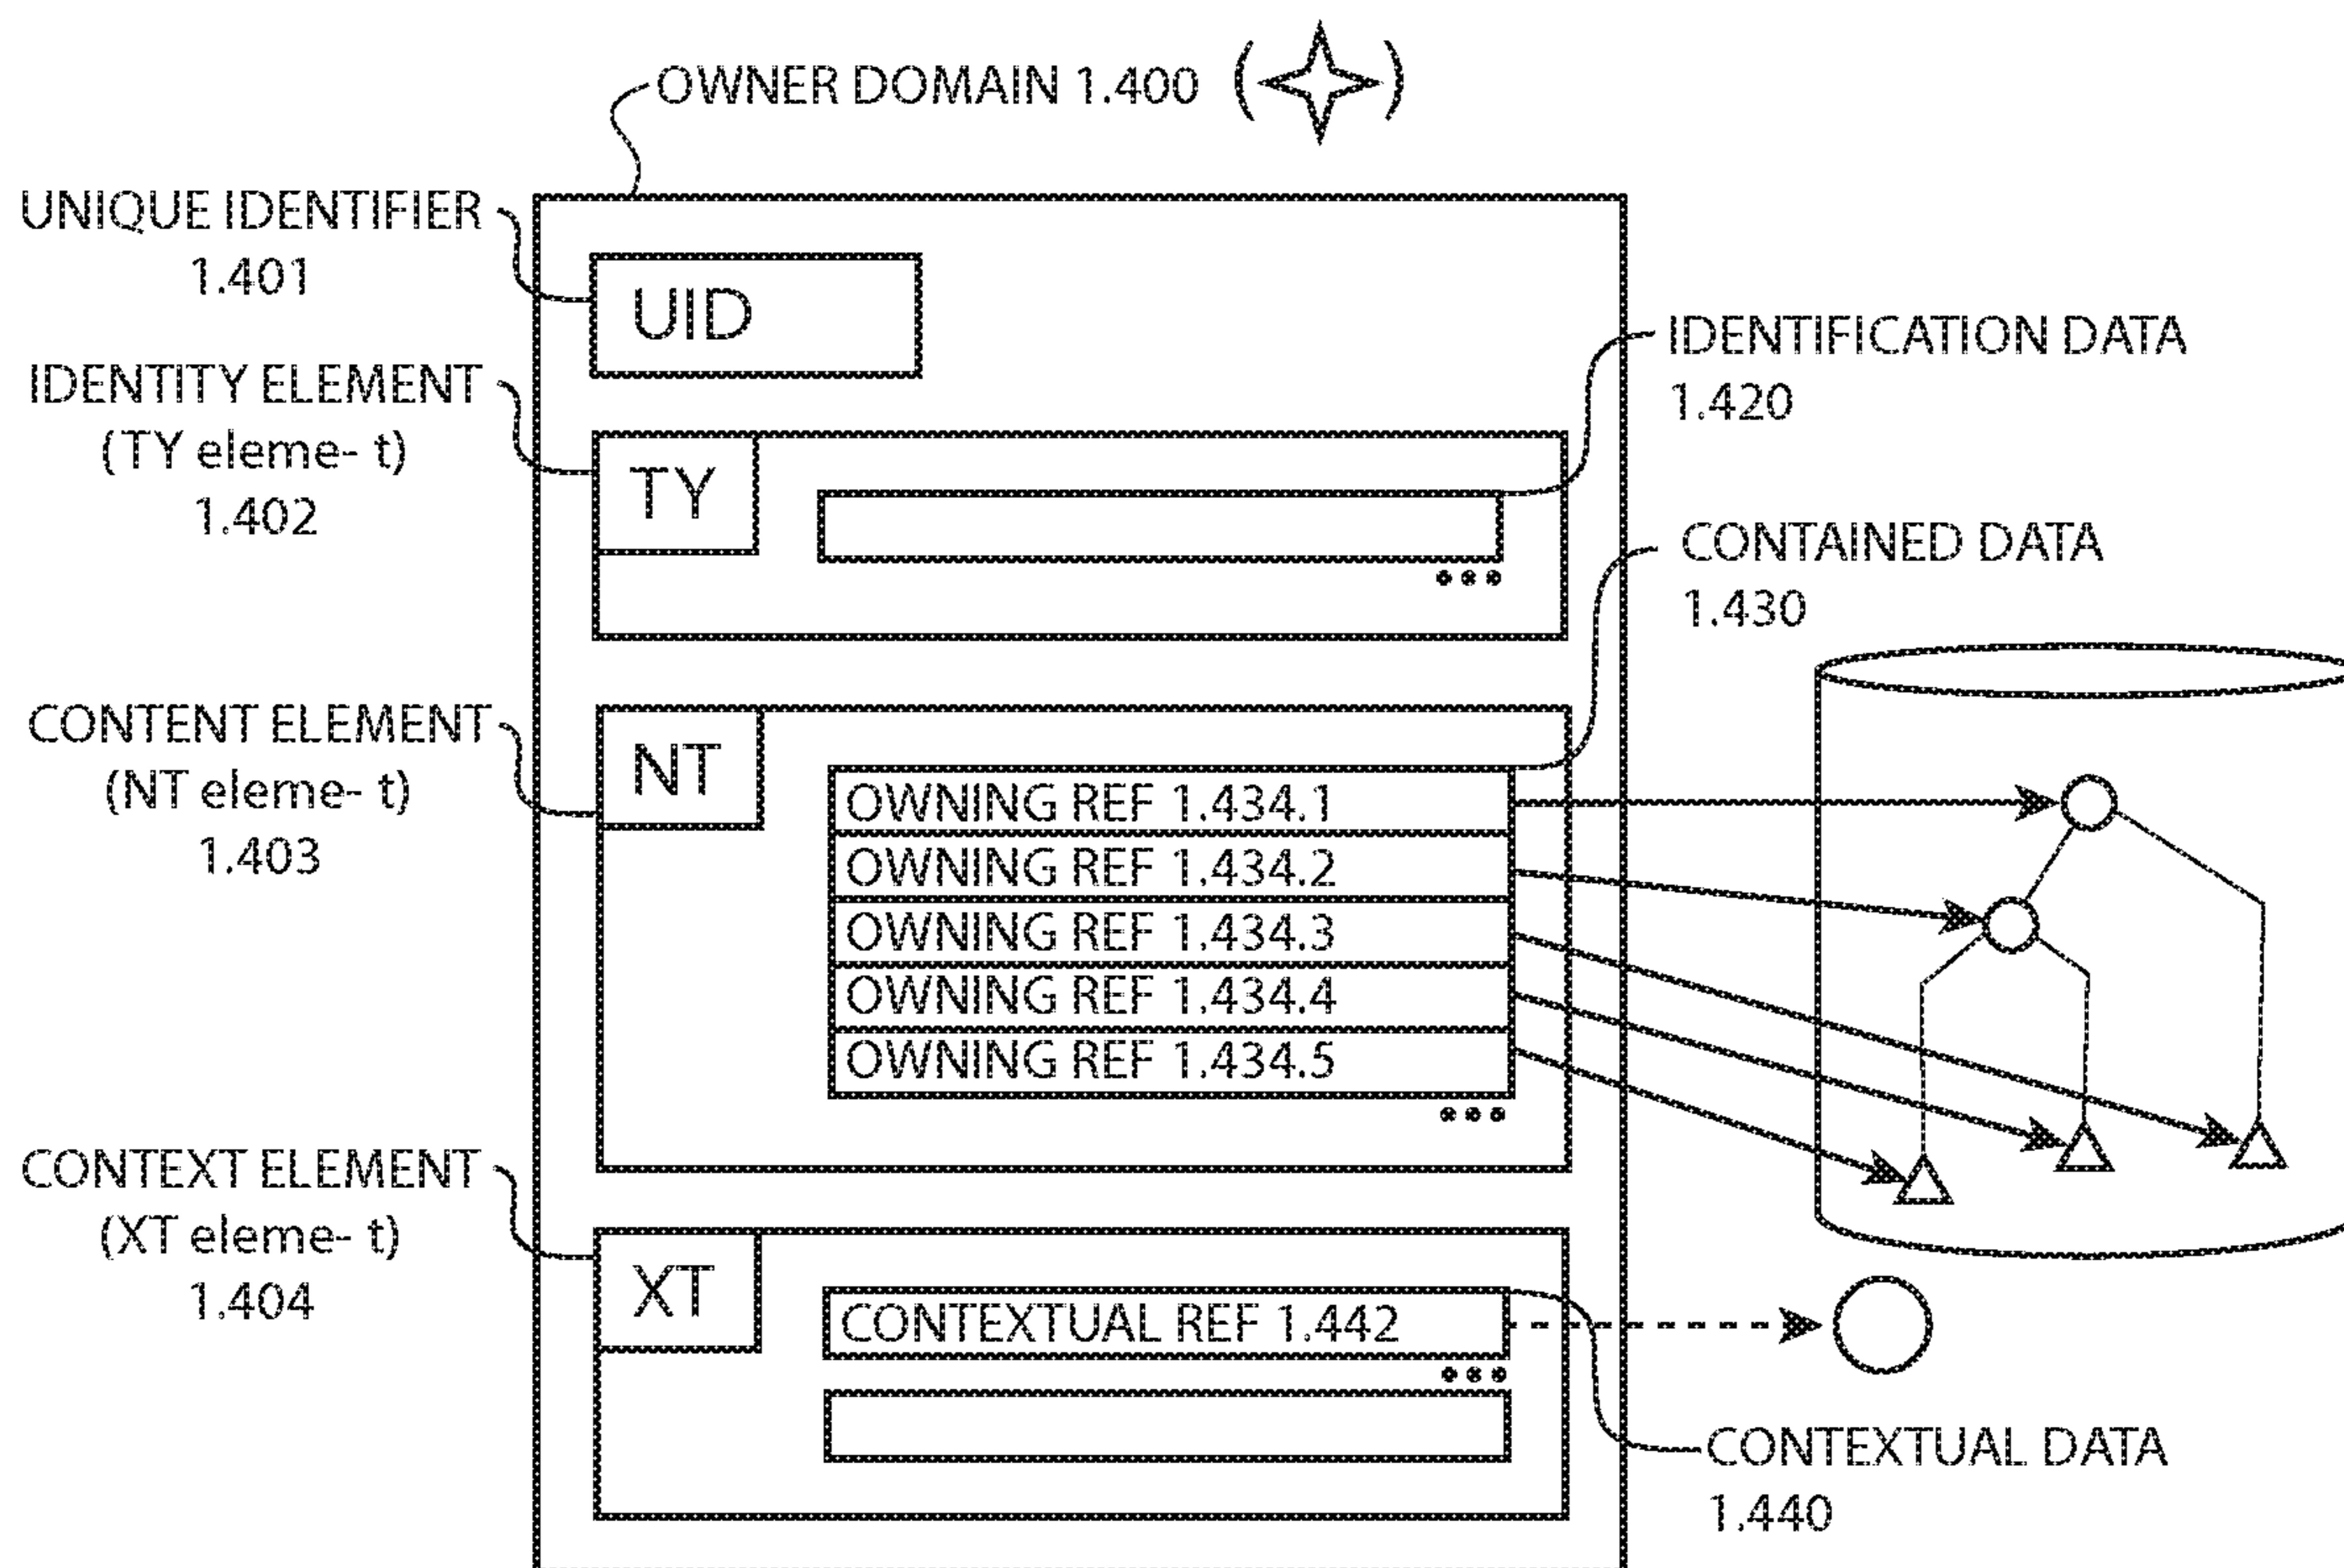 OWNER DOMAIN 1.400 ( )
UNIQUE IDENTIFIER
1.401
UID
IDENTIFICATION DATA
1.420
IDENTITY ELEMENT
(TY eleme- t)
1.402
TY
CONTAINED DATA
1.430
CONTENT ELEMENT
(NT eleme- t)
1.403
NT
OWNING REF 1.434.1
OWNING REF 1.434.2
OWNING REF 1.434.3
OWNING REF 1.434.4
OWNING REF 1.434.5
CONTEXT ELEMENT
(XT eleme- t)
1.404
XT
CONTEXTUAL REF 1.442
CONTEXTUAL DATA
1.440